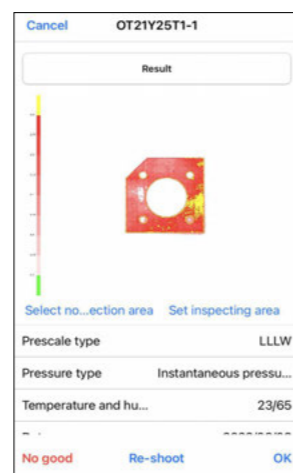 Cancel OT21Y25T1-1
Result
Select no...ection area Set inspecting area
Prescale type LLLW
Pressure type Instantaneous pressu...
Temperature and hu... 23/65
No good Re-shoot OK